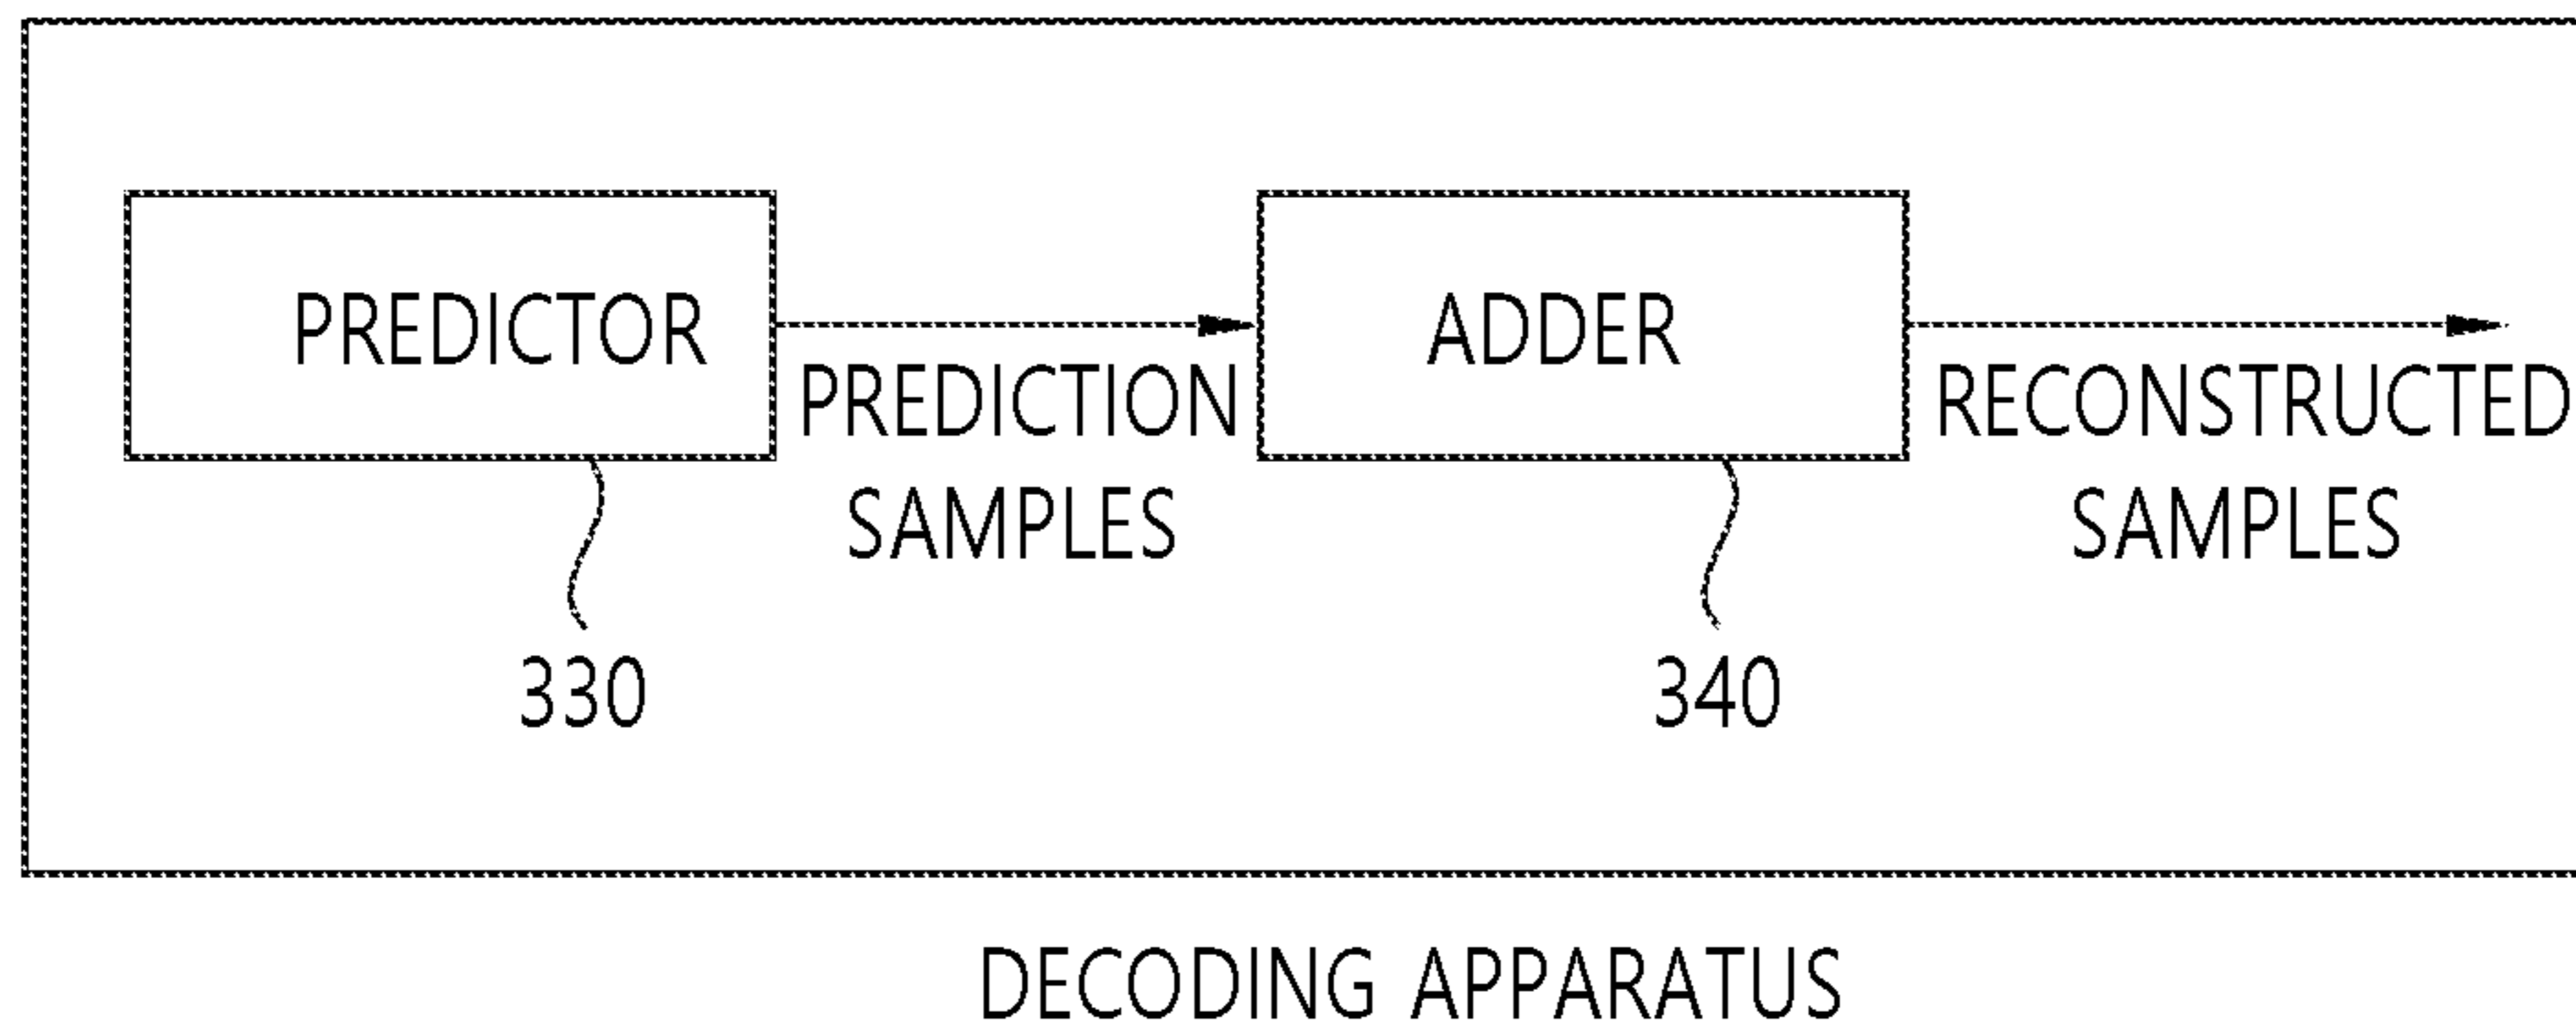 PREDICTOR
PREDICTION
SAMPLES
330
ADDER
340
RECONSTRUCTED
SAMPLES
DECODING APPARATUS